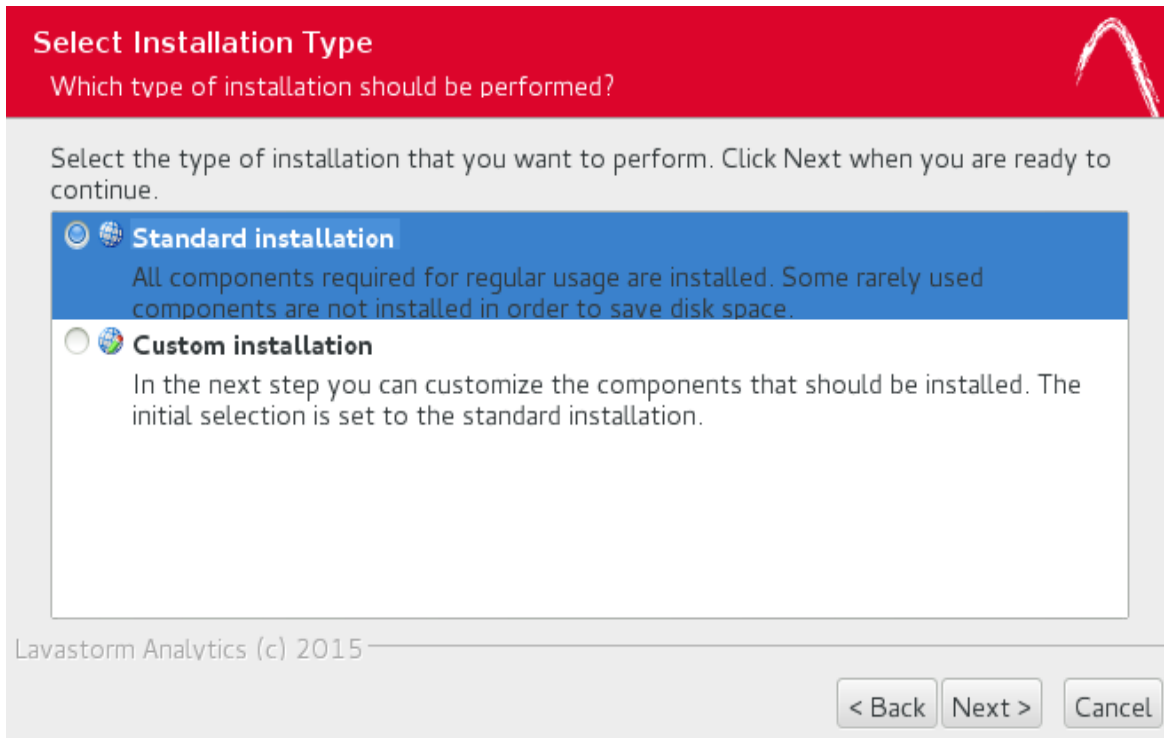 Select Installation Type
Which type of installation should be performed?
Select the type of installation that you want to perform. Click Next when you are ready to
continue.
Standard installation
All components required for regular usage are installed. Some rarely used
components are not installed in order to save disk space.
Custom installation
In the next step you can customize the components that should be installed. The
initial selection is set to the standard installation.
Lavastorm Analytics (c) 2015
< Back Next > Cancel